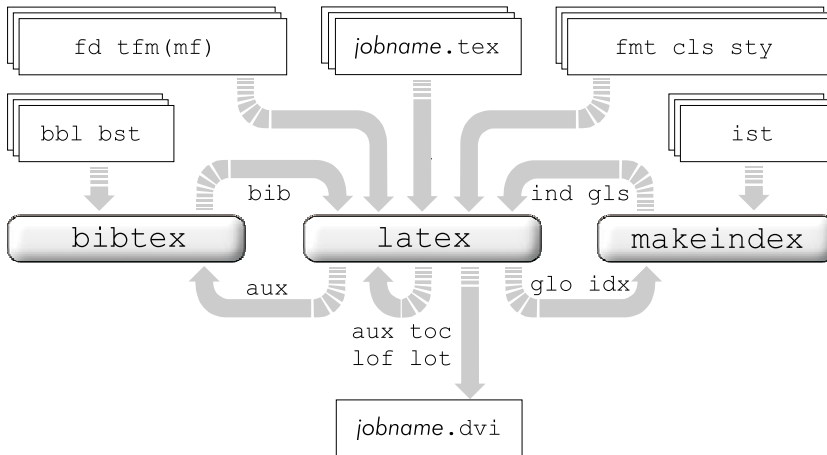 fd tfm(mf)
jobname.tex
fmt cls sty
bbl bst
ist
bib
ind gls
bibtex
latex
makeindex
aux
glo idx
aux toc
lof lot
jobname.dvi